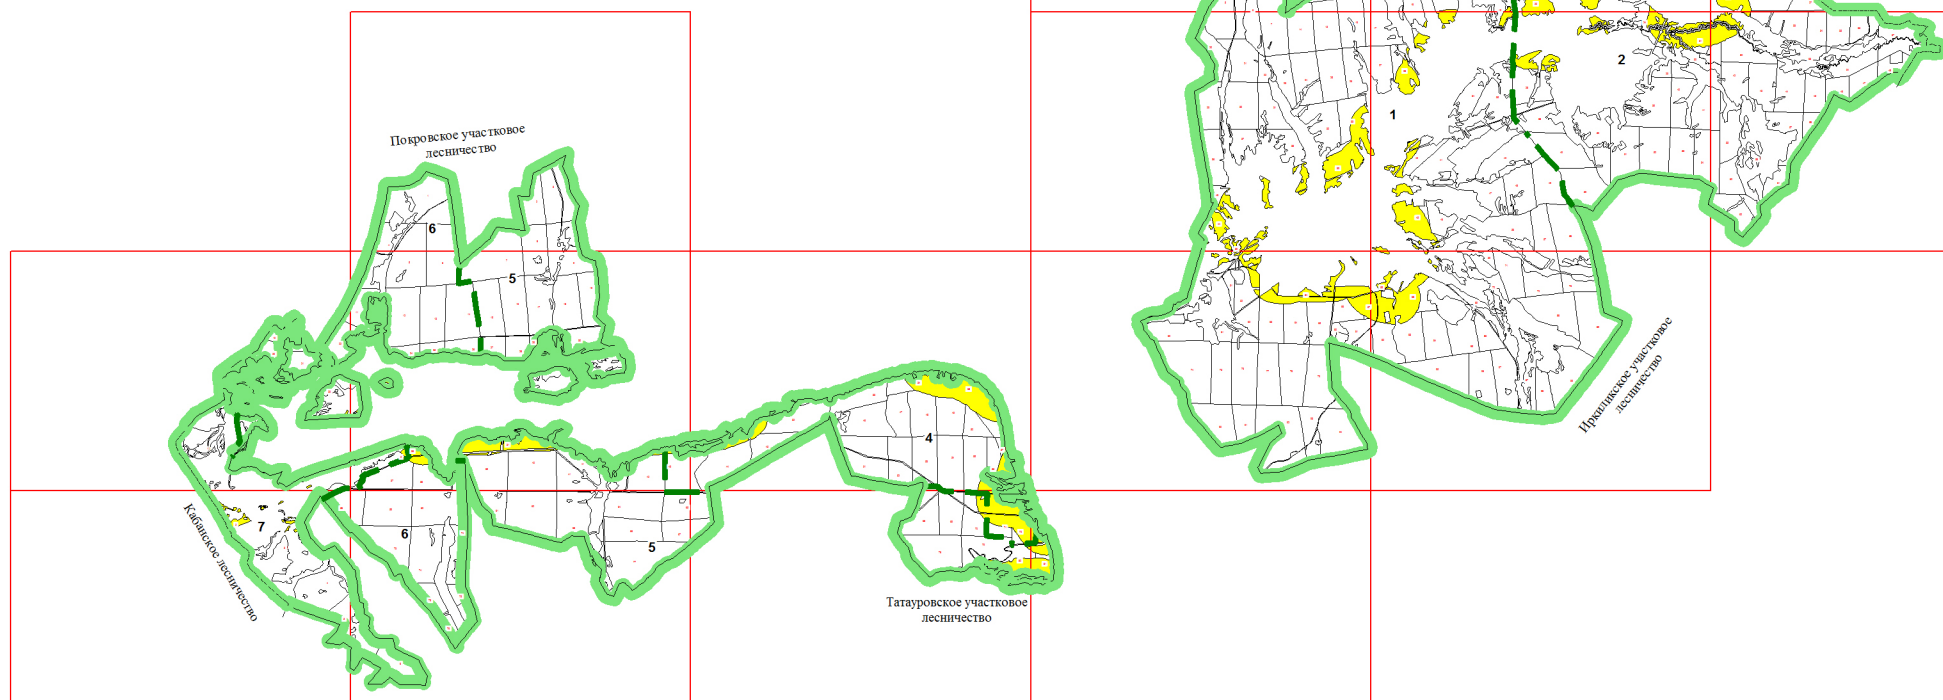 2
1
Покровское участковое
лесничество
6
5
Иркиликское участковое
лесничество
4
7
6
5
Кабанское лесничество
Татауровское участковое
лесничество